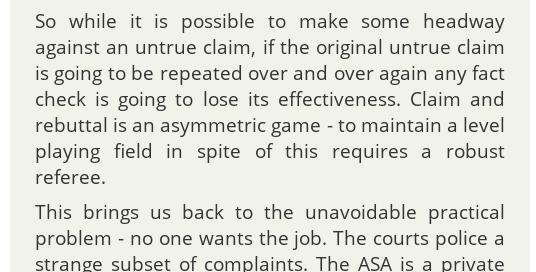 So while it is possible to make some headway
against an untrue claim, if the original untrue claim
is going to be repeated over and over again any fact
check is going to lose its effectiveness. Claim and
rebuttal is an asymmetric game - to maintain a level
playing field in spite of this requires a robust
referee.
This brings us back to the unavoidable practical
problem - no one wants the job. The courts police a
strange subset of complaints. The ASA is a private